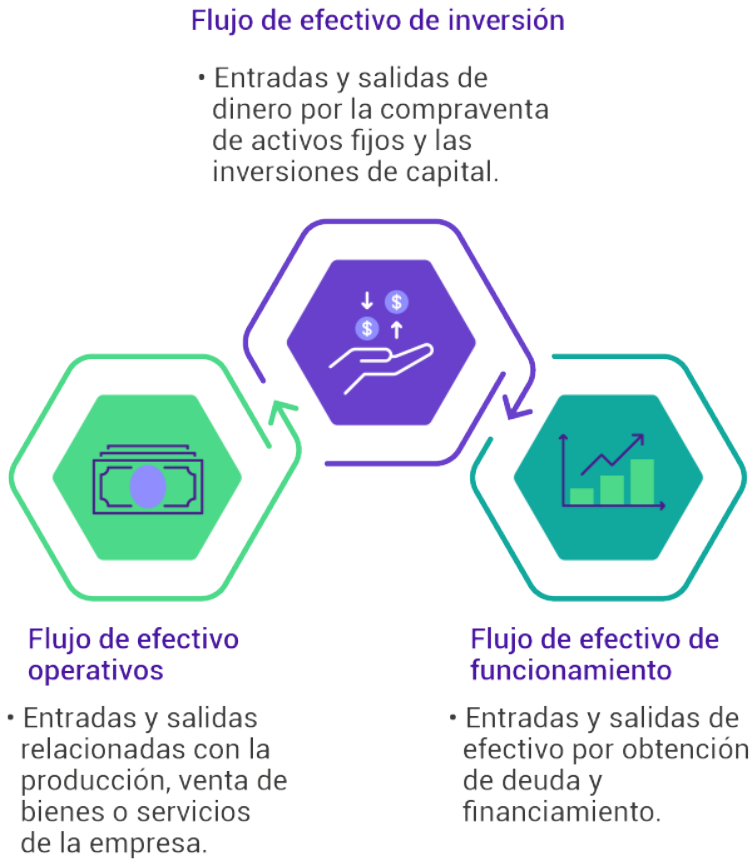 Flujo de efectivo de inversión
• Entradas y salidas de
dinero por la compraventa
de activos fijos y las
inversiones de capital.
$
$
Flujo de efectivo
operativos
• Entradas y salidas
relacionadas con la
producción, venta de
bienes o servicios
de la empresa.
Flujo de efectivo de
funcionamiento
• Entradas y salidas de
efectivo por obtención
de deuda y
financiamiento.